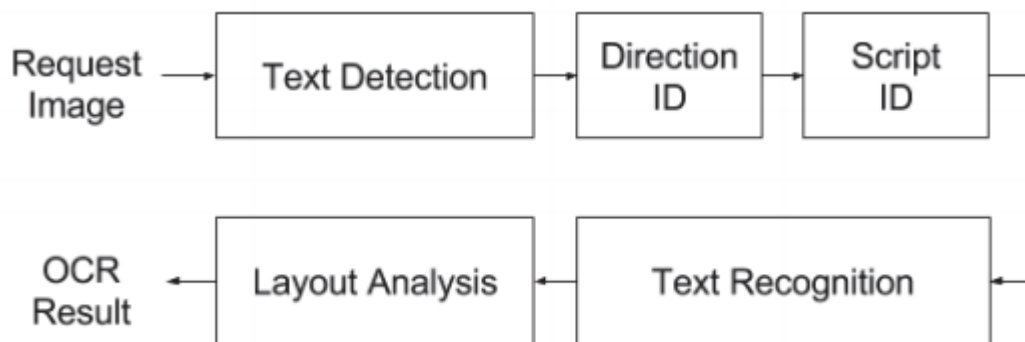 Request
Image
Text Detection
Direction
ID
Script
ID
Text Recognition
Layout Analysis
OCR
Result